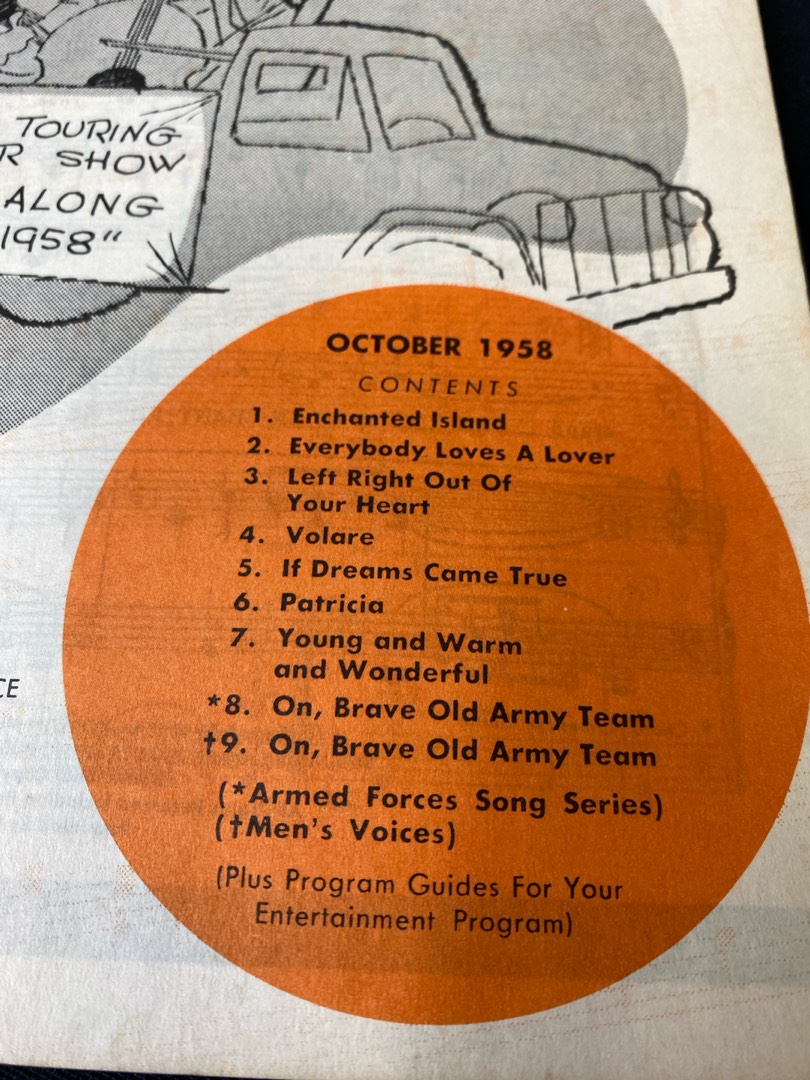 TOURING
R SHOW
ALONG
1958"
OCTOBER 1958
CONTENTS
1. Enchanted Island
2. Everybody Loves A Lover
3. Left Right Out Of
Your Heart
4. Volare
5. If Dreams Came True
6. Patricia
7. Young and Warm
and Wonderful
*8. On, Brave Old Army Team
†9. On, Brave Old Army Team
(*Armed Forces Song Series)
(†Men's Voices)
(Plus Program Guides For Your
Entertainment Program)
CE